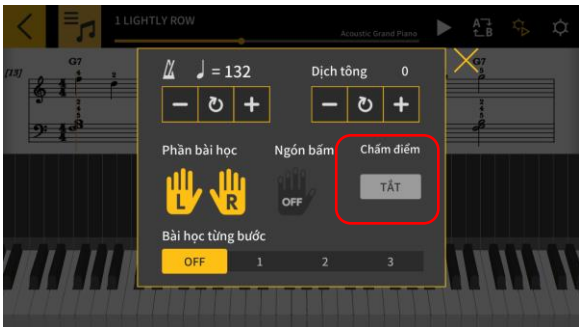 1 LIGHTLY ROW
Acoustic Grand Piano
A B
[15]
G7
G7
♩ = 132
Dịch tông 0
− +
− +
Phần bài học
Ngón bấm
Chấm điểm
L R
OFF
TẮT
Bài học từng bước
OFF 1 2 3